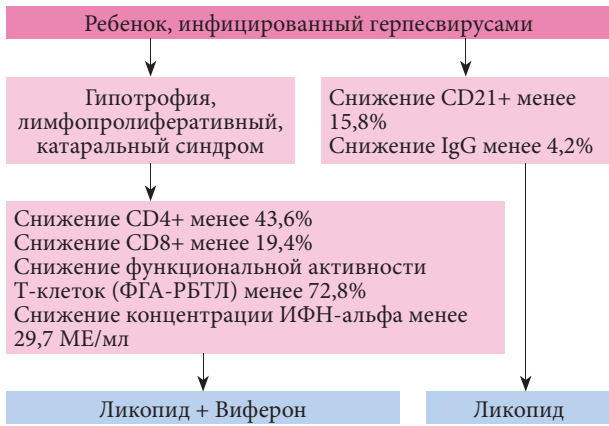 Ребенок, инфицированный герпесвирусами
Гипотрофия,
лимфопролиферативный,
катаральный синдром
Снижение CD21+ менее
15,8%
Снижение IgG менее 4,2%
Снижение CD4+ менее 43,6%
Снижение CD8+ менее 19,4%
Снижение функциональной активности
Т-клеток (ФГА-РБТЛ) менее 72,8%
Снижение концентрации ИФН-альфа менее
29,7 МЕ/мл
Ликопид + Виферон
Ликопид